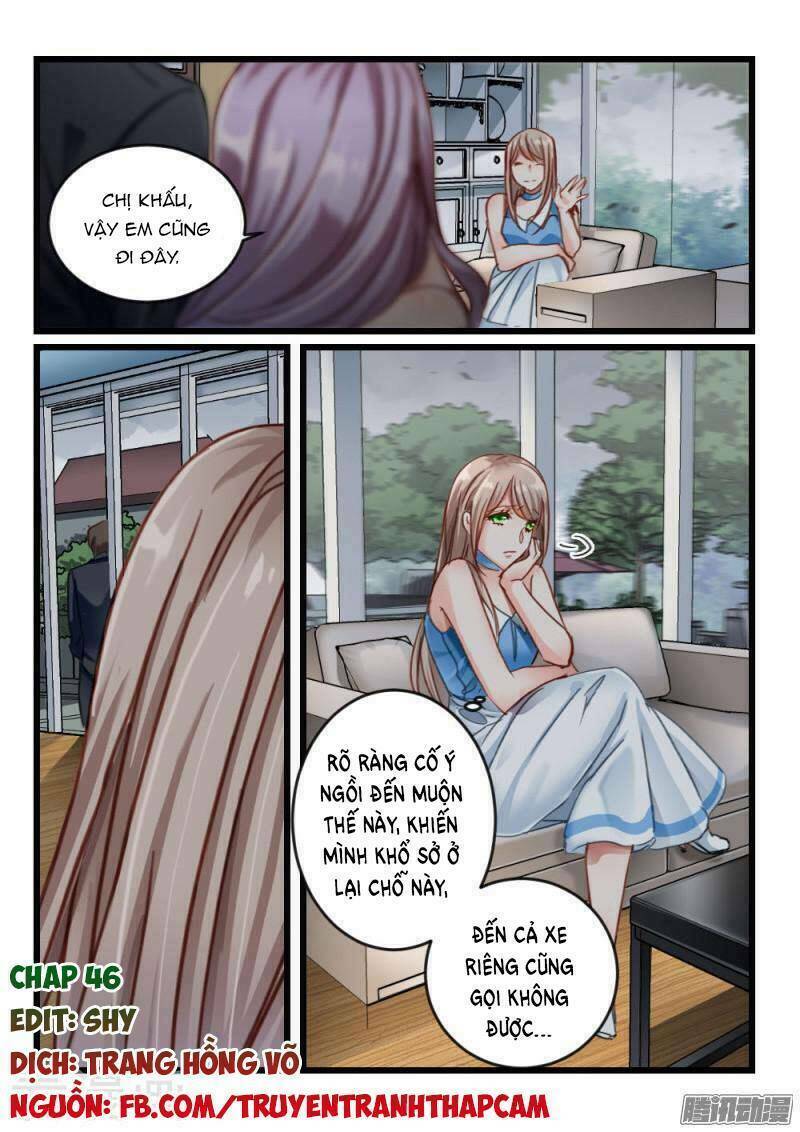 CHỊ KHẤU,
VẬY EM CŨNG
ĐI ĐÂY.
RÕ RÀNG CỐ Ý
NGỒI ĐẾN MUỘN
THẾ NÀY, KHIẾN
MÌNH KHỔ SỞ Ở
LẠI CHỖ NÀY,
ĐẾN CẢ XE
RIÊNG CŨNG
GỌI KHÔNG
ĐƯỢC...
CHAP 46
EDIT: SHY
DỊCH: TRANG HỒNG VÕ
NGUỒN: FB.COM/TRUYENTRANHTHAPCAM
腾讯动漫